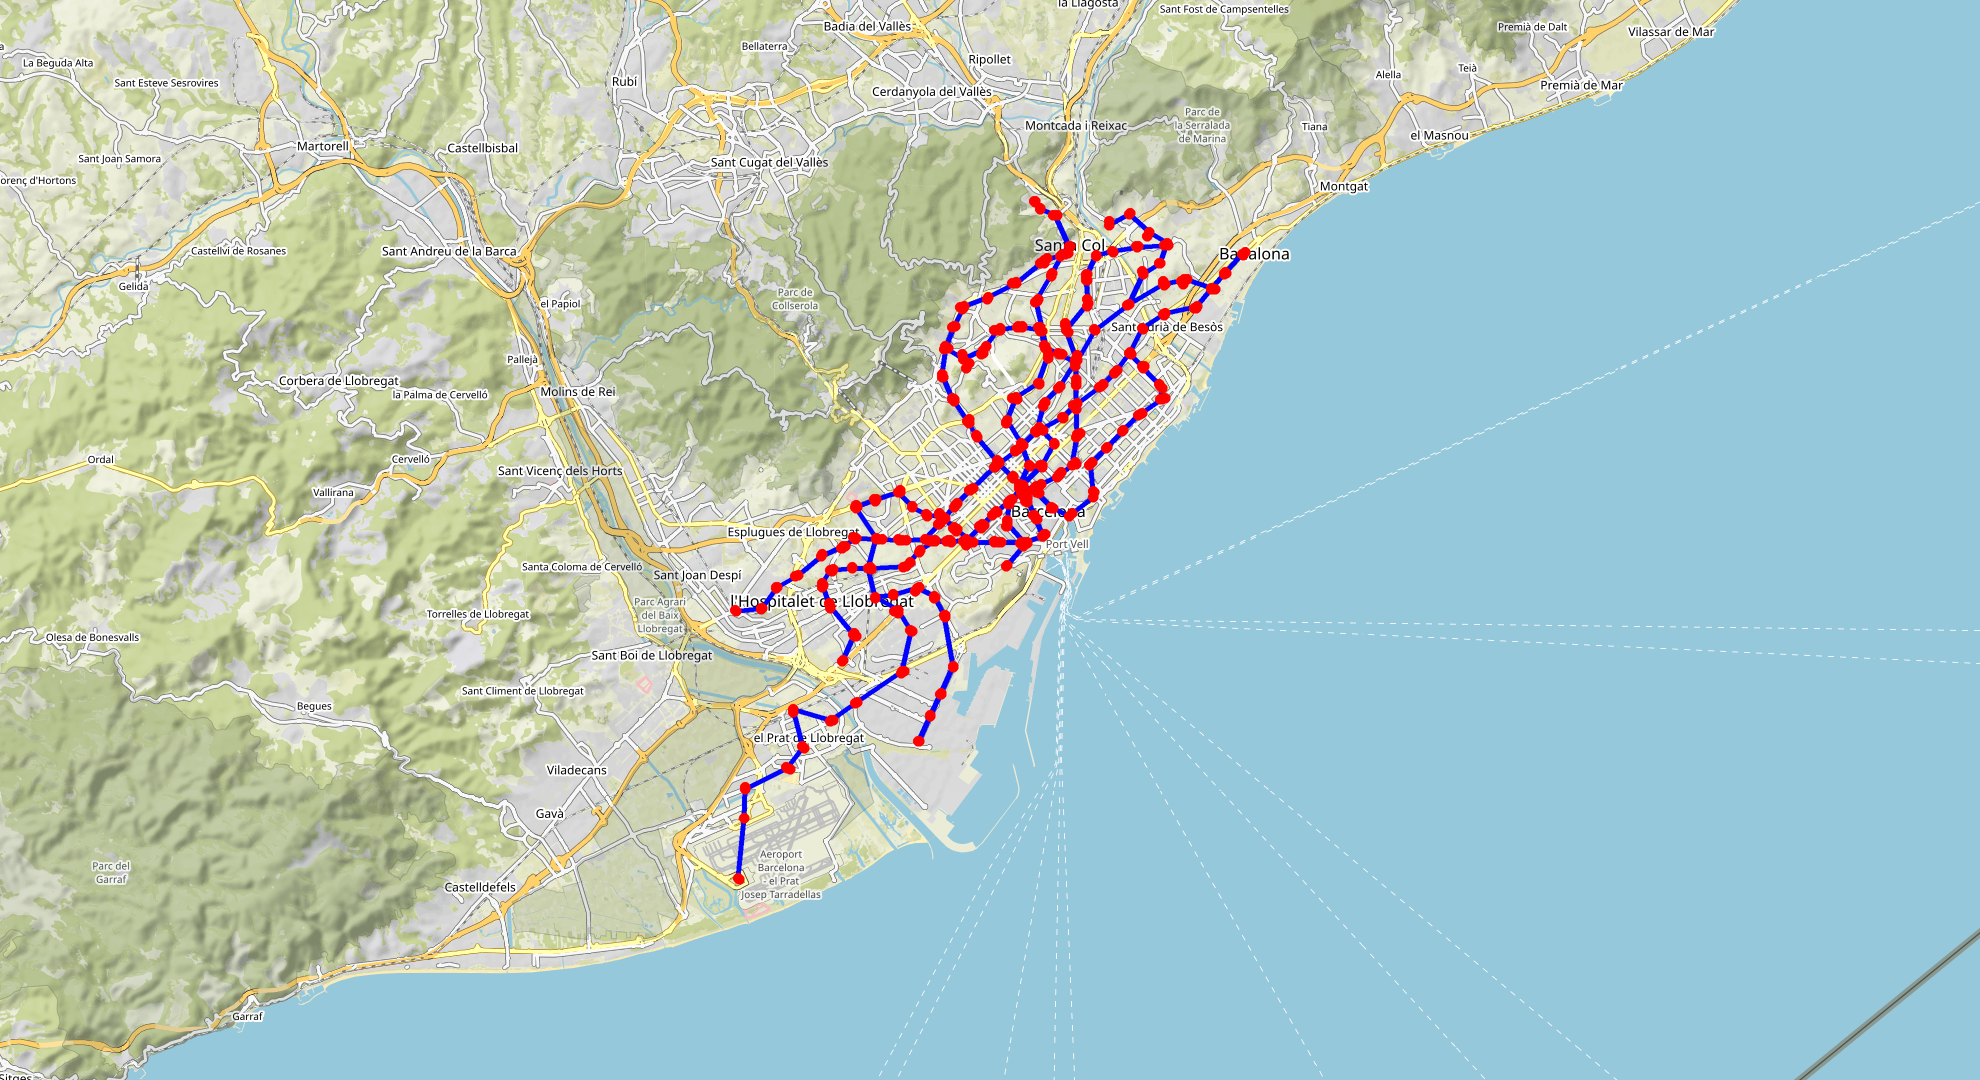 la Llagosta
Sant Fost de Campsentelles
Badia del Vallès
Premià de Dalt
Vilassar de Mar
Bellaterra
La Beguda Alta
Ripollet
Sant Esteve Sesrovires
Rubí
Alella
Teià
Cerdanyola del Vallès
Premià de Mar
Parc de
la Serralada
de Marina
Montcada i Reixac
Tiana
el Masnou
Martorell
Castellbisbal
Sant Joan Samora
Sant Cugat del Vallès
orenç d'Hortons
Montgat
Sant Andreu de la Barca
Castellví de Rosanes
Gelida
Parc de
Collserola
el Papiol
Pallejà
Corbera de Llobregat
la Palma de Cervelló
Molins de Rei
Ordal
Cervelló
Sant Vicenç dels Horts
Vallirana
Barcelona
Esplugues de Llobregat
Port Vell
Santa Coloma de Cervelló
Sant Joan Despí
l'Hospitalet de Llobregat
Parc Agrari
del Baix
Llobregat
Torrelles de Llobregat
Olesa de Bonesvalls
Sant Boi de Llobregat
Sant Climent de Llobregat
Begues
el Prat de Llobregat
Viladecans
Gavà
Parc del
Garraf
Castelldefels
Aeroport
Barcelona
- el Prat
Josep Tarradellas
Garraf
Sitges